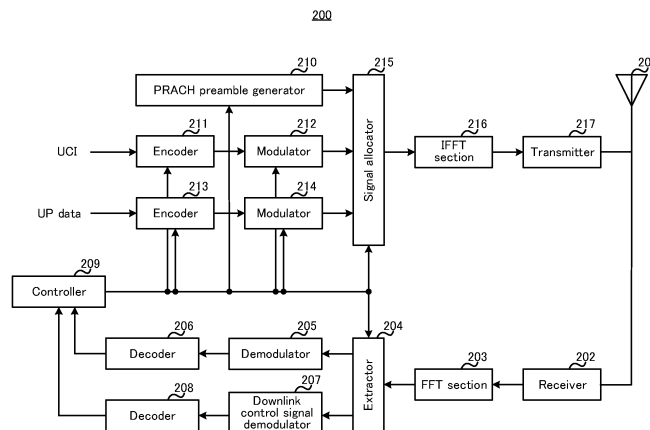 200
210
PRACH preamble generator
215
Signal allocator
20
211
212
216
217
UCI
Encoder
Modulator
IFFT
section
Transmitter
213
214
UP data
Encoder
Modulator
209
Controller
206
205
204
203
202
Decoder
Demodulator
Extractor
FFT section
Receiver
208
207
Decoder
Downlink
control signal
demodulator